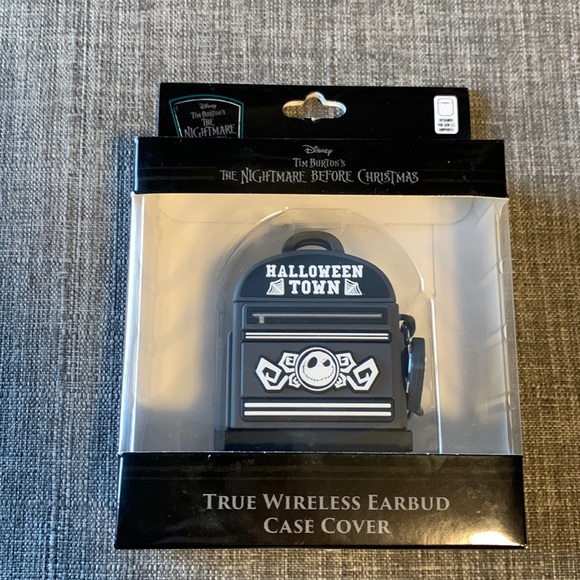 Disney
TIM BURTON'S
THE
NIGHTMARE
DESIGNED
Disney
TIM BURTON'S
THE NIGHTMARE BEFORE CHRISTMAS
HALLOWEEN
TOWN
TRUE WIRELESS EARBUD
CASE COVER